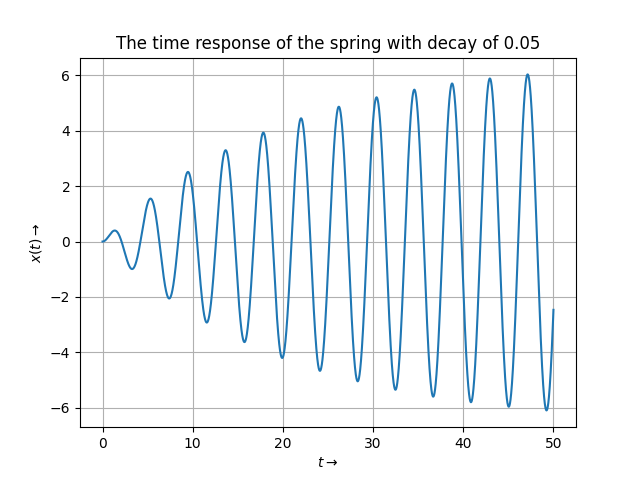 The time response of the spring with decay of 0.05
6
4
2
0
−2
−4
−6
x(t) →
0 10 20 30 40 50
t →